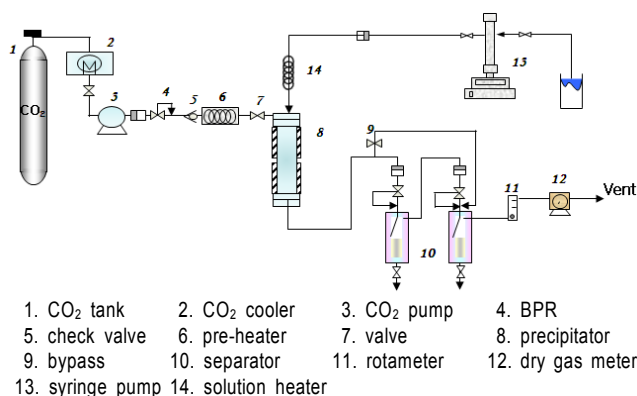 1
2
CO₂
3
4
5
6
7
8
9
10
11
12
13
14
Vent
1. CO₂ tank 2. CO₂ cooler 3. CO₂ pump 4. BPR
5. check valve 6. pre-heater 7. valve 8. precipitator
9. bypass 10. separator 11. rotameter 12. dry gas meter
13. syringe pump 14. solution heater